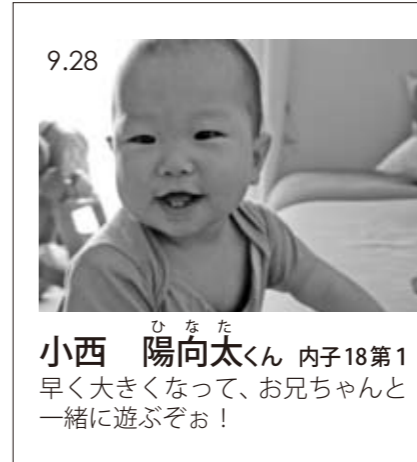 9.28
ひなた
小西　陽向太くん 内子18第1
早く大きくなって、お兄ちゃんと
一緒に遊ぶぞぉ！